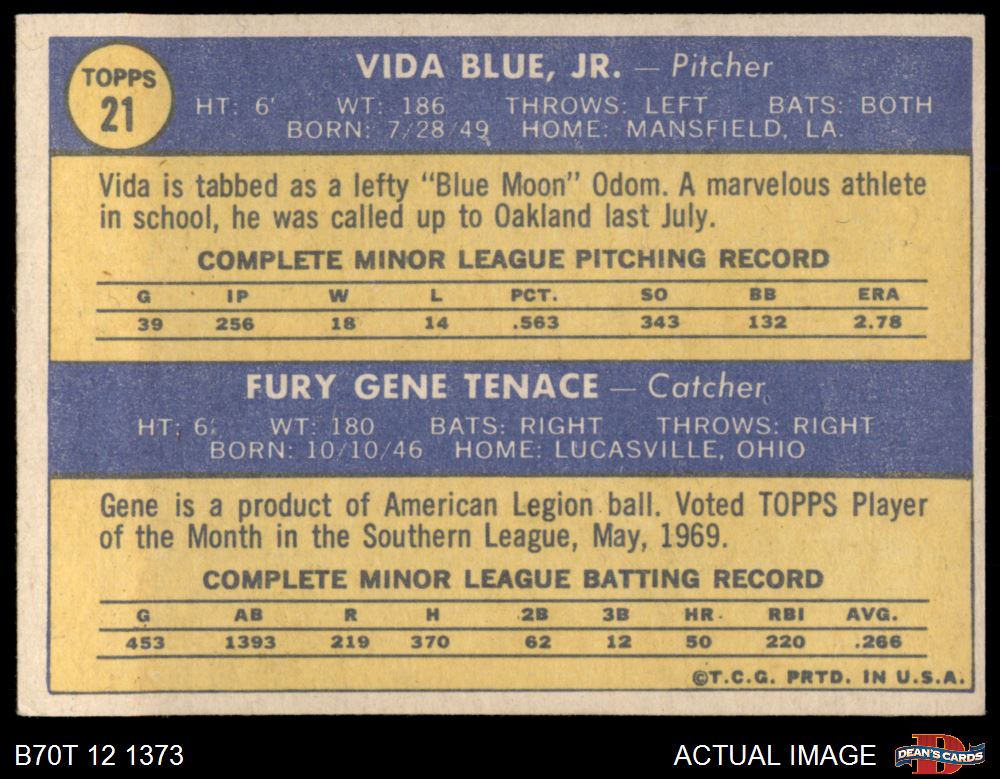 TOPPS
21
VIDA BLUE, JR. — Pitcher
HT: 6' WT: 186 THROWS: LEFT BATS: BOTH
BORN: 7/28/49 HOME: MANSFIELD, LA.
Vida is tabbed as a lefty “Blue Moon” Odom. A marvelous athlete
in school, he was called up to Oakland last July.
COMPLETE MINOR LEAGUE PITCHING RECORD
G IP W L PCT. SO BB ERA
39 256 18 14 .563 343 132 2.78
FURY GENE TENACE — Catcher
HT: 6' WT: 180 BATS: RIGHT THROWS: RIGHT
BORN: 10/10/46 HOME: LUCASVILLE, OHIO
Gene is a product of American Legion ball. Voted TOPPS Player
of the Month in the Southern League, May, 1969.
COMPLETE MINOR LEAGUE BATTING RECORD
G AB R H 2B 3B HR RBI AVG.
453 1393 219 370 62 12 50 220 .266
©T.C.G. PRTD. IN U.S.A.
B70T 12 1373
ACTUAL IMAGE
DEAN'S CARDS